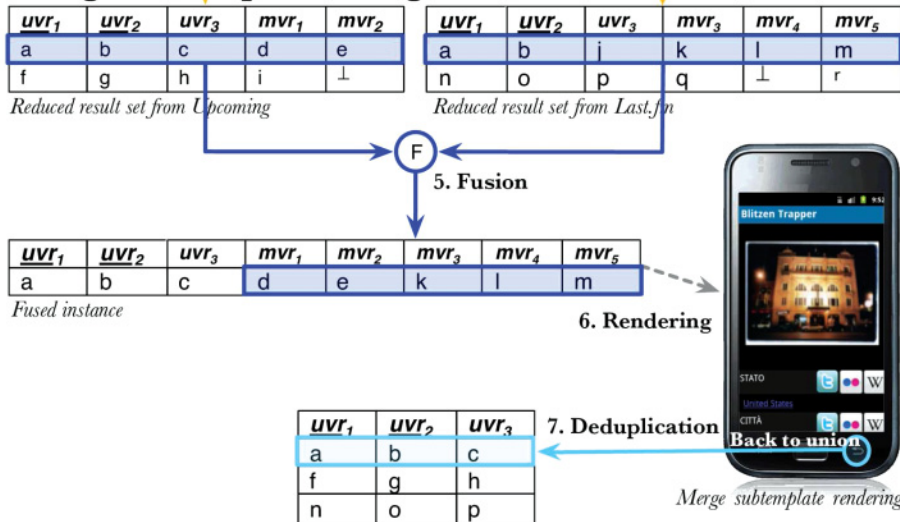 uvr1 uvr2 uvr3 mvr1 mvr2
a b c d e
f g h i ⊥
Reduced result set from Upcoming
uvr1 uvr2 uvr3 mvr3 mvr4 mvr5
a b j k l m
n o p q ⊥ r
Reduced result set from Last.fm
F
5. Fusion
uvr1 uvr2 uvr3 mvr1 mvr2 mvr3 mvr4 mvr5
a b c d e k l m
Fused instance
6. Rendering
9:52
Blitzen Trapper
STATO
W
United States
CITTÀ
W
Back to union
Merge subtemplate rendering
7. Deduplication
uvr1 uvr2 uvr3
a b c
f g h
n o p